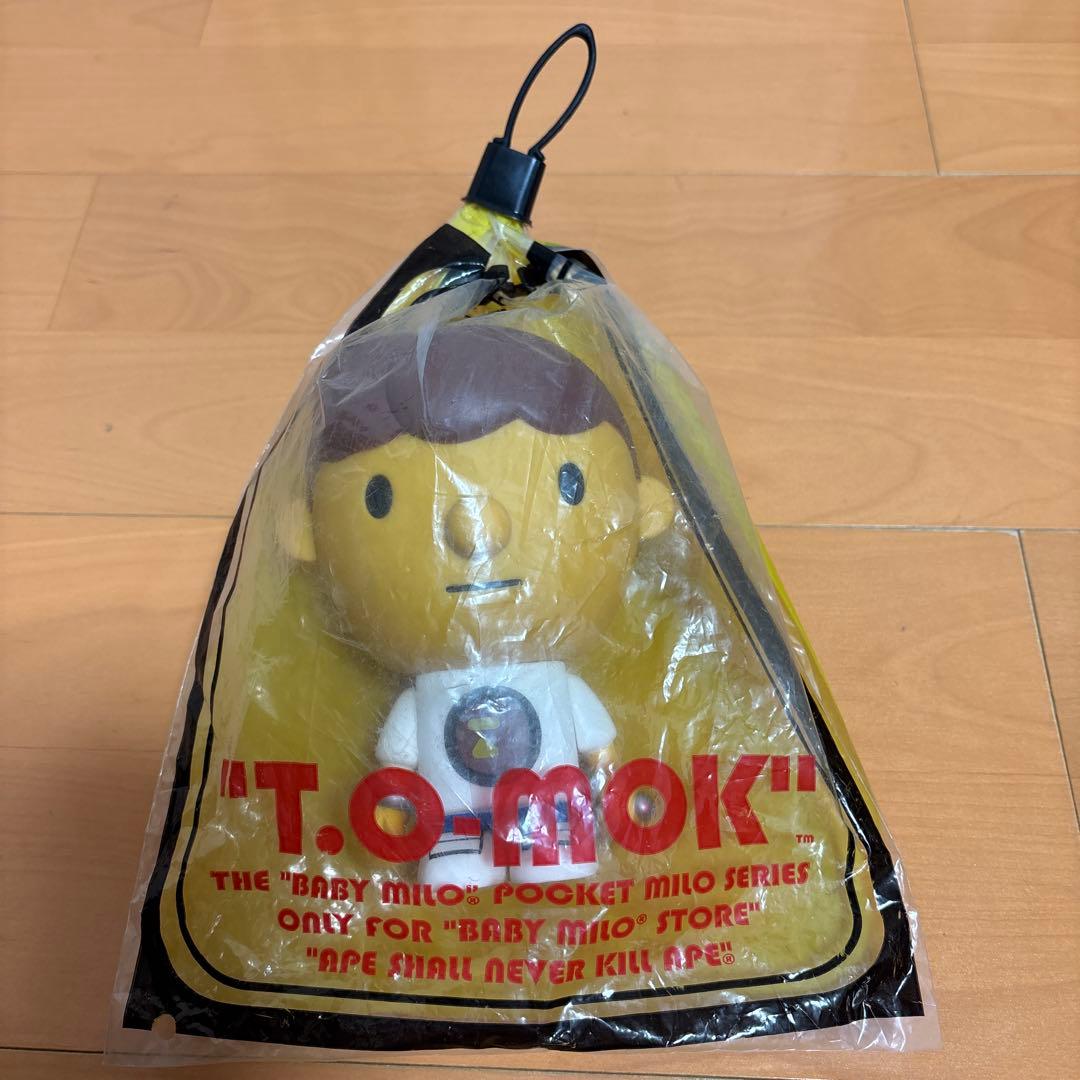 "T.O-MOK"™
THE "BABY MILO® POCKET MILO SERIES
ONLY FOR "BABY MILO® STORE"
"APE SHALL NEVER KILL APE®